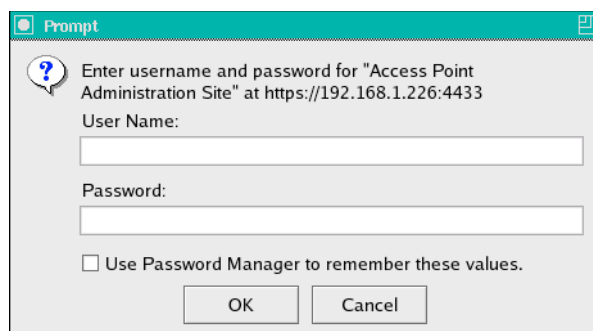 Prompt
Enter username and password for "Access Point
Administration Site" at https://192.168.1.226:4433
User Name:
Password:
Use Password Manager to remember these values.
OK Cancel